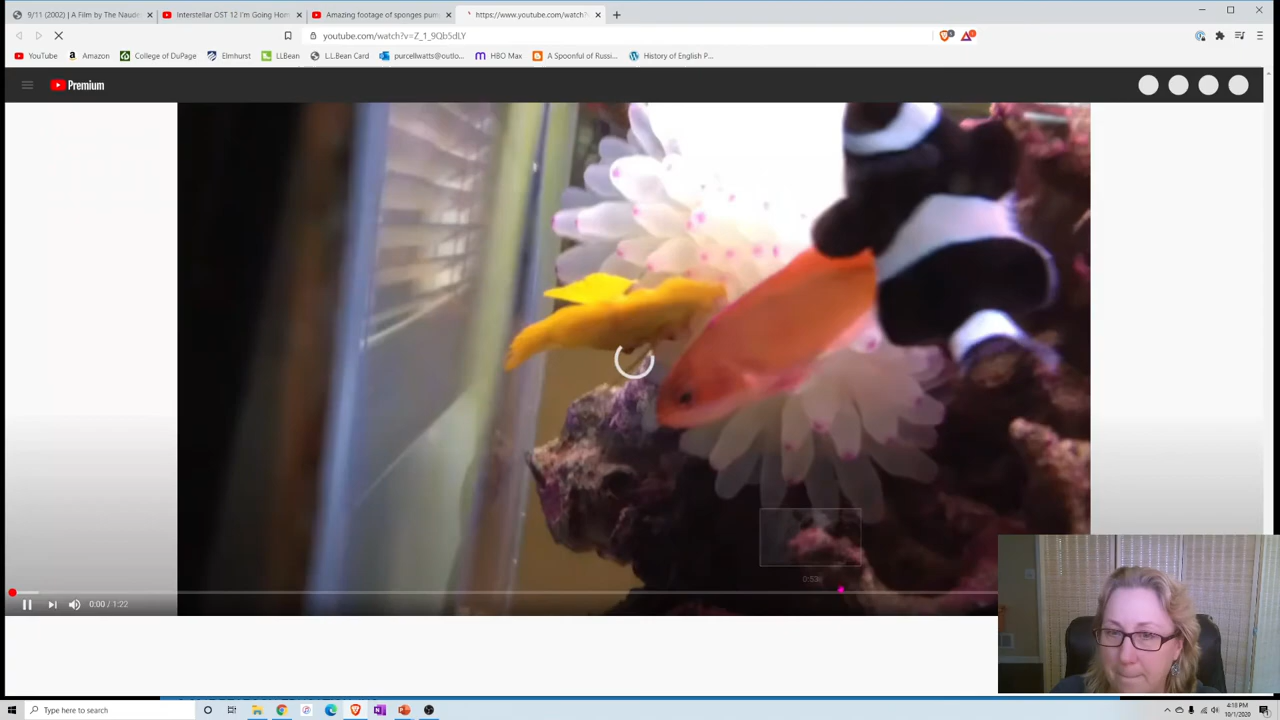 9/11 (2002) | A Film by The Naude
Interstellar OST 12 I'm Going Hom
Amazing footage of sponges pum
https://www.youtube.com/watch?
youtube.com/watch?v=Z_1_9Qb5dLY
YouTube
Amazon
College of DuPage
Elmhurst
LLBean
L.L.Bean Card
purcellwatts@outlo...
HBO Max
A Spoonful of Russi...
History of English P...
Premium
0:53
0:00 / 1:22
Type here to search
4:18 PM
10/1/2020